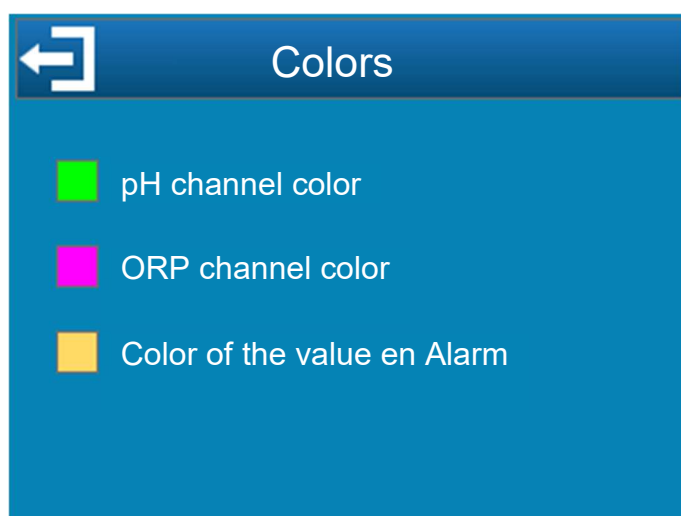 Colors
pH channel color
ORP channel color
Color of the value en Alarm